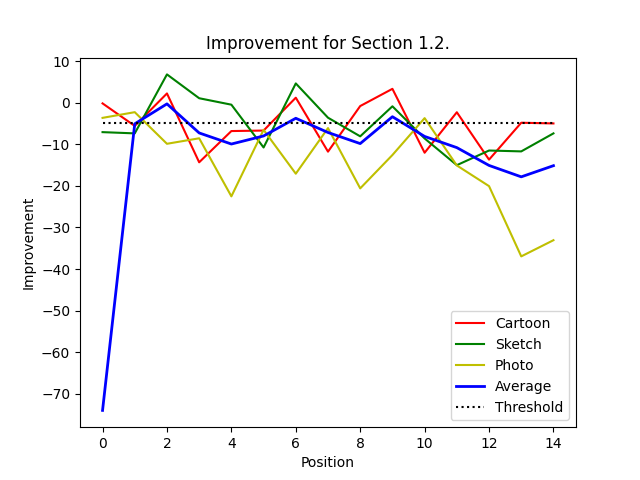 Improvement for Section 1.2.
10
0
−10
−20
−30
−40
−50
−60
−70
Improvement
0 2 4 6 8 10 12 14
Position
Cartoon
Sketch
Photo
Average
Threshold